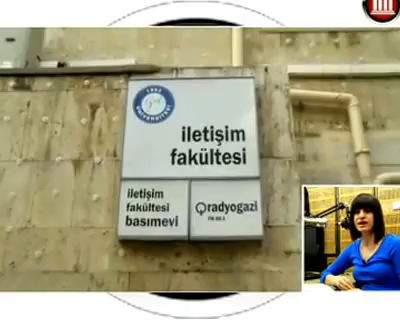 iletişim
fakültesi
iletişim
fakültesi
basımevi
radyogazi